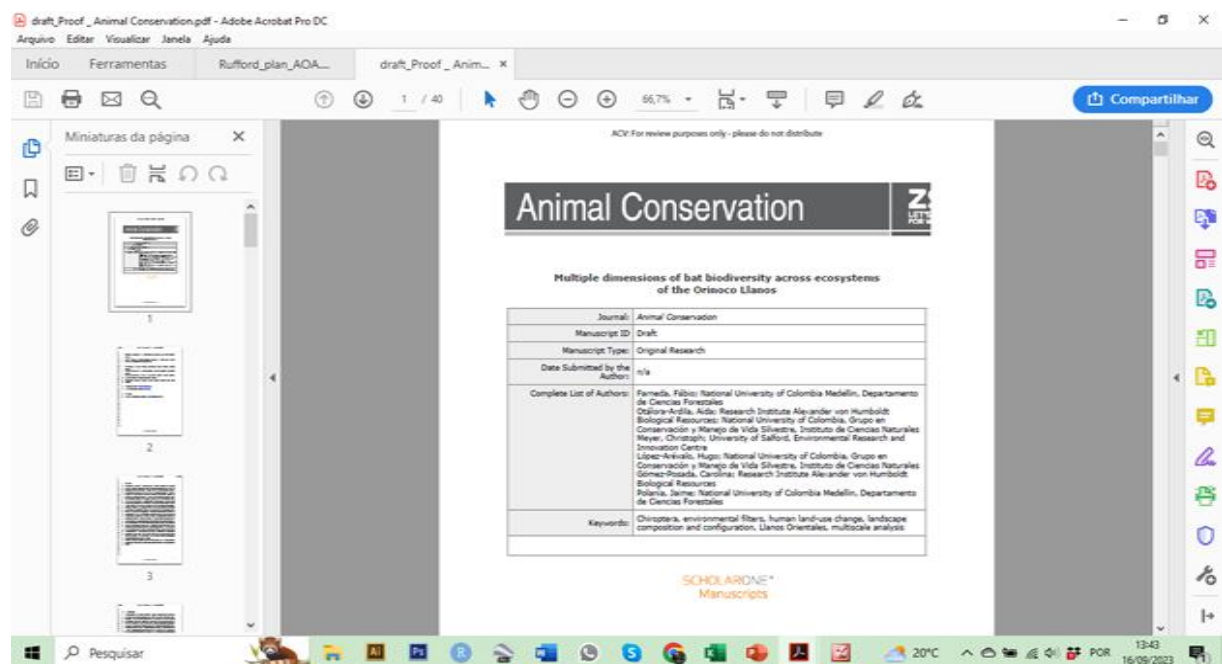 draft_Proof _ Animal Conservation.pdf - Adobe Acrobat Pro DC
Arquivo Editar Visualizar Janela Ajuda
Início Ferramentas Rufford_plan_AOA... draft_Proof _ Anim... ×
1 / 40 66,7% Compartilhar
Miniaturas da página
1
2
3
ACV: For review purposes only - please do not distribute
Animal Conservation
Multiple dimensions of bat biodiversity across ecosystems
of the Orinoco Llanos
Journal: Animal Conservation
Manuscript ID Draft
Manuscript Type: Original Research
Date Submitted by the
Author: n/a
Complete List of Authors: Farneda, Fábio; National University of Colombia Medellin, Departamento
de Ciencias Forestales
Otálora-Ardila, Aida; Research Institute Alexander von Humboldt
Biological Resources; National University of Colombia, Grupo en
Conservación y Manejo de Vida Silvestre, Instituto de Ciencias Naturales
Meyer, Christoph; University of Salford, Environmental Research and
Innovation Centre
López-Arévalo, Hugo; National University of Colombia, Grupo en
Conservación y Manejo de Vida Silvestre, Instituto de Ciencias Naturales
Gómez-Posada, Carolina; Research Institute Alexander von Humboldt
Biological Resources
Polanía, Jaime; National University of Colombia Medellin, Departamento
de Ciencias Forestales
Keywords: Chiroptera, environmental filters, human land-use change, landscape
composition and configuration, Llanos Orientales, multiscale analysis
SCHOLARONE™
Manuscripts
Pesquisar 20°C POR 13:43
16/09/2023